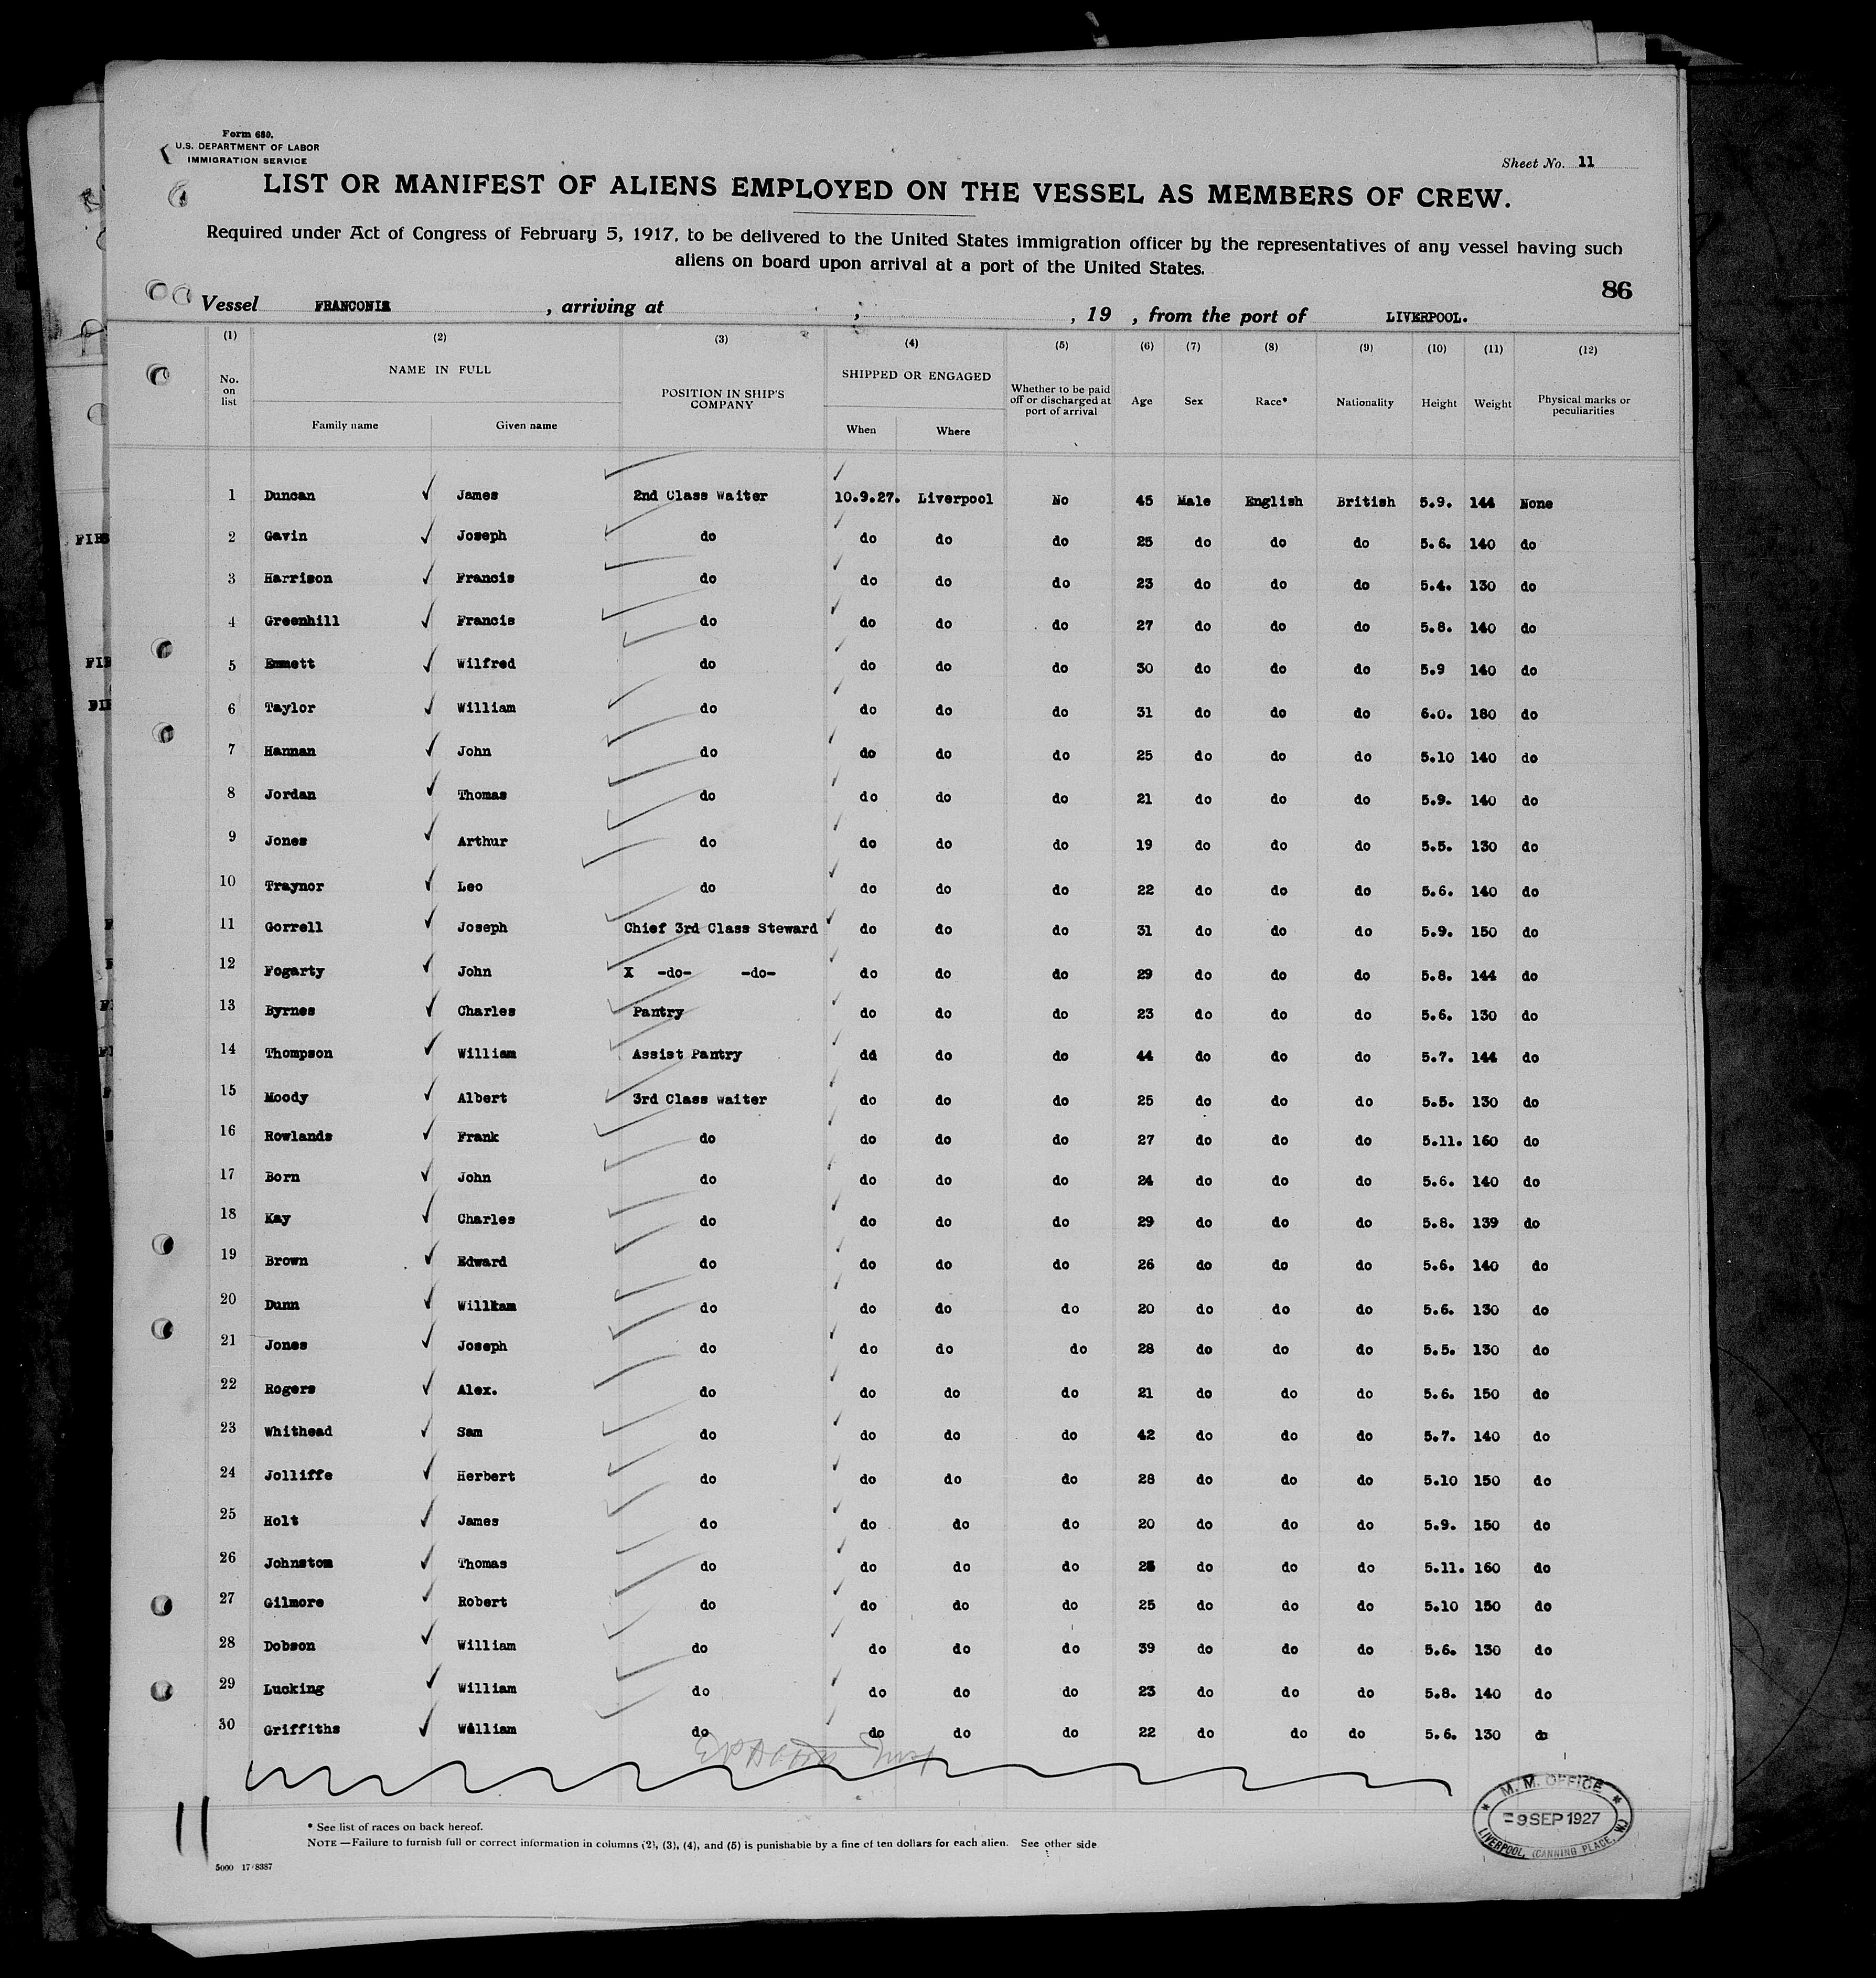 Form 689.
U.S. DEPARTMENT OF LABOR
IMMIGRATION SERVICE
Sheet No. 11
LIST OR MANIFEST OF ALIENS EMPLOYED ON THE VESSEL AS MEMBERS OF CREW.
Required under Act of Congress of February 5, 1917, to be delivered to the United States immigration officer by the representatives of any vessel having such
aliens on board upon arrival at a port of the United States.
86
Vessel FRANCONIA , arriving at , , 19 , from the port of LIVERPOOL.
(1) (2) (3) (4) (5) (6) (7) (8) (9) (10) (11) (12)
No. on list NAME IN FULL Family name Given name POSITION IN SHIP'S COMPANY SHIPPED OR ENGAGED When Where Whether to be paid off or discharged at port of arrival Age Sex Race* Nationality Height Weight Physical marks or peculiarities
1 Duncan James 2nd Class Waiter 10.9.27. Liverpool No 45 Male English British 5.9. 144 None
2 Gavin Joseph do do do do 25 do do do 5.6. 140 do
3 Harrison Francis do do do do 23 do do do 5.4. 130 do
4 Greenhill Francis do do do do 27 do do do 5.8. 140 do
5 Emmett Wilfred do do do do 30 do do do 5.9 140 do
6 Taylor William do do do do 31 do do do 6.0. 180 do
7 Hannan John do do do do 25 do do do 5.10 140 do
8 Jordan Thomas do do do do 21 do do do 5.9. 140 do
9 Jones Arthur do do do do 19 do do do 5.5. 130 do
10 Traynor Leo do do do do 22 do do do 5.6. 140 do
11 Gorrell Joseph Chief 3rd Class Steward do do do 31 do do do 5.9. 150 do
12 Fogarty John X -do- -do- do do do 29 do do do 5.8. 144 do
13 Byrnes Charles Pantry do do do 23 do do do 5.6. 130 do
14 Thompson William Assist Pantry dd do do 44 do do do 5.7. 144 do
15 Moody Albert 3rd Class waiter do do do 25 do do do 5.5. 130 do
16 Rowlands Frank do do do do 27 do do do 5.11. 160 do
17 Born John do do do do 24 do do do 5.6. 140 do
18 Kay Charles do do do do 29 do do do 5.8. 139 do
19 Brown Edward do do do do 26 do do do 5.6. 140 do
20 Dunn William do do do do 20 do do do 5.6. 130 do
21 Jones Joseph do do do do 28 do do do 5.5. 130 do
22 Rogers Alex. do do do do 21 do do do 5.6. 150 do
23 Whithead Sam do do do do 42 do do do 5.7. 140 do
24 Jolliffe Herbert do do do do 28 do do do 5.10 150 do
25 Holt James do do do do 20 do do do 5.9. 150 do
26 Johnston Thomas do do do do do do do 5.11. 160 do
27 Gilmore Robert do do do do 25 do do do 5.10 150 do
28 Dobson William do do do do 39 do do do 5.6. 130 do
29 Lucking William do do do do 23 do do do 5.8. 140 do
30 Griffiths William do do do do 22 do do do 5.6. 130 do
11
* See list of races on back hereof.
NOTE—Failure to furnish full or correct information in columns (2), (3), (4), and (5) is punishable by a fine of ten dollars for each alien. See other side
5000 17/8387
M. M. OFFICE
9 SEP 1927
LIVERPOOL, (CANNING PLACE, W)